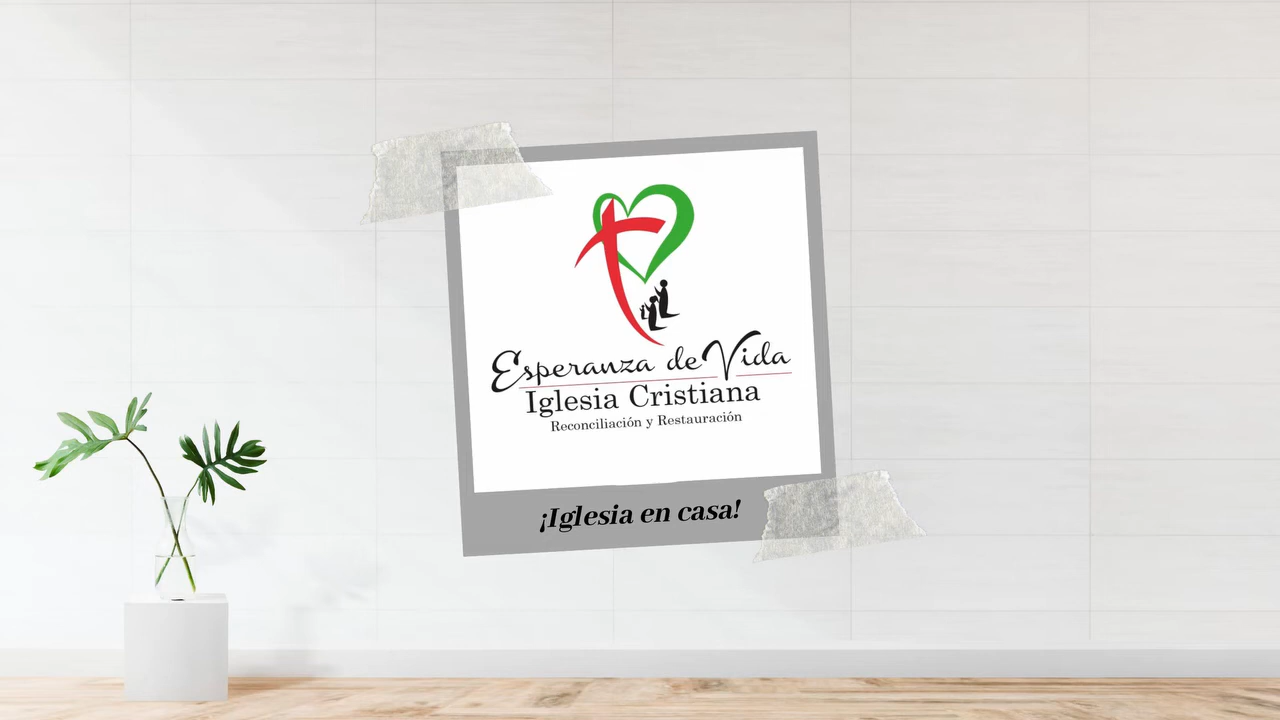 Esperanza de Vida
Iglesia Cristiana
Reconciliación y Restauración
¡Iglesia en casa!